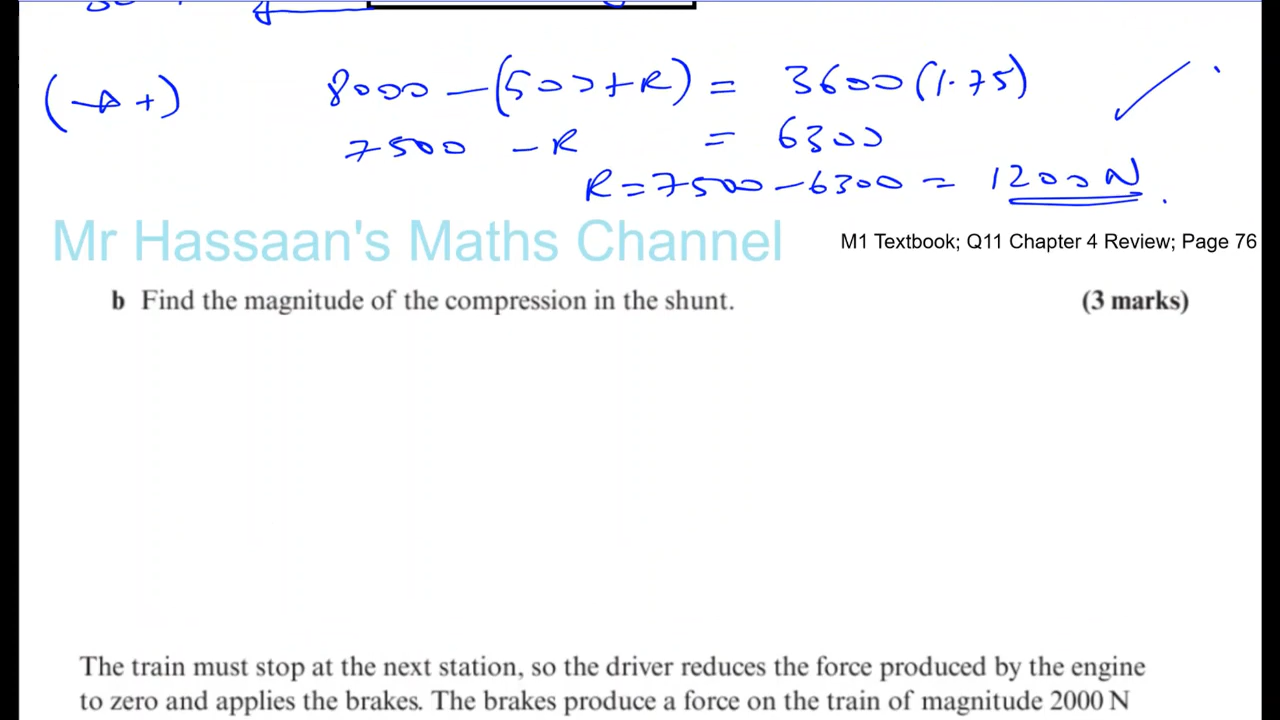 (→ +) 8000 - (500 + R) = 3600(1.75)
7500 - R = 6300
R = 7500 - 6300 = 1200 N
Mr Hassaan's Maths Channel
M1 Textbook; Q11 Chapter 4 Review; Page 76
b Find the magnitude of the compression in the shunt. (3 marks)
The train must stop at the next station, so the driver reduces the force produced by the engine
to zero and applies the brakes. The brakes produce a force on the train of magnitude 2000 N